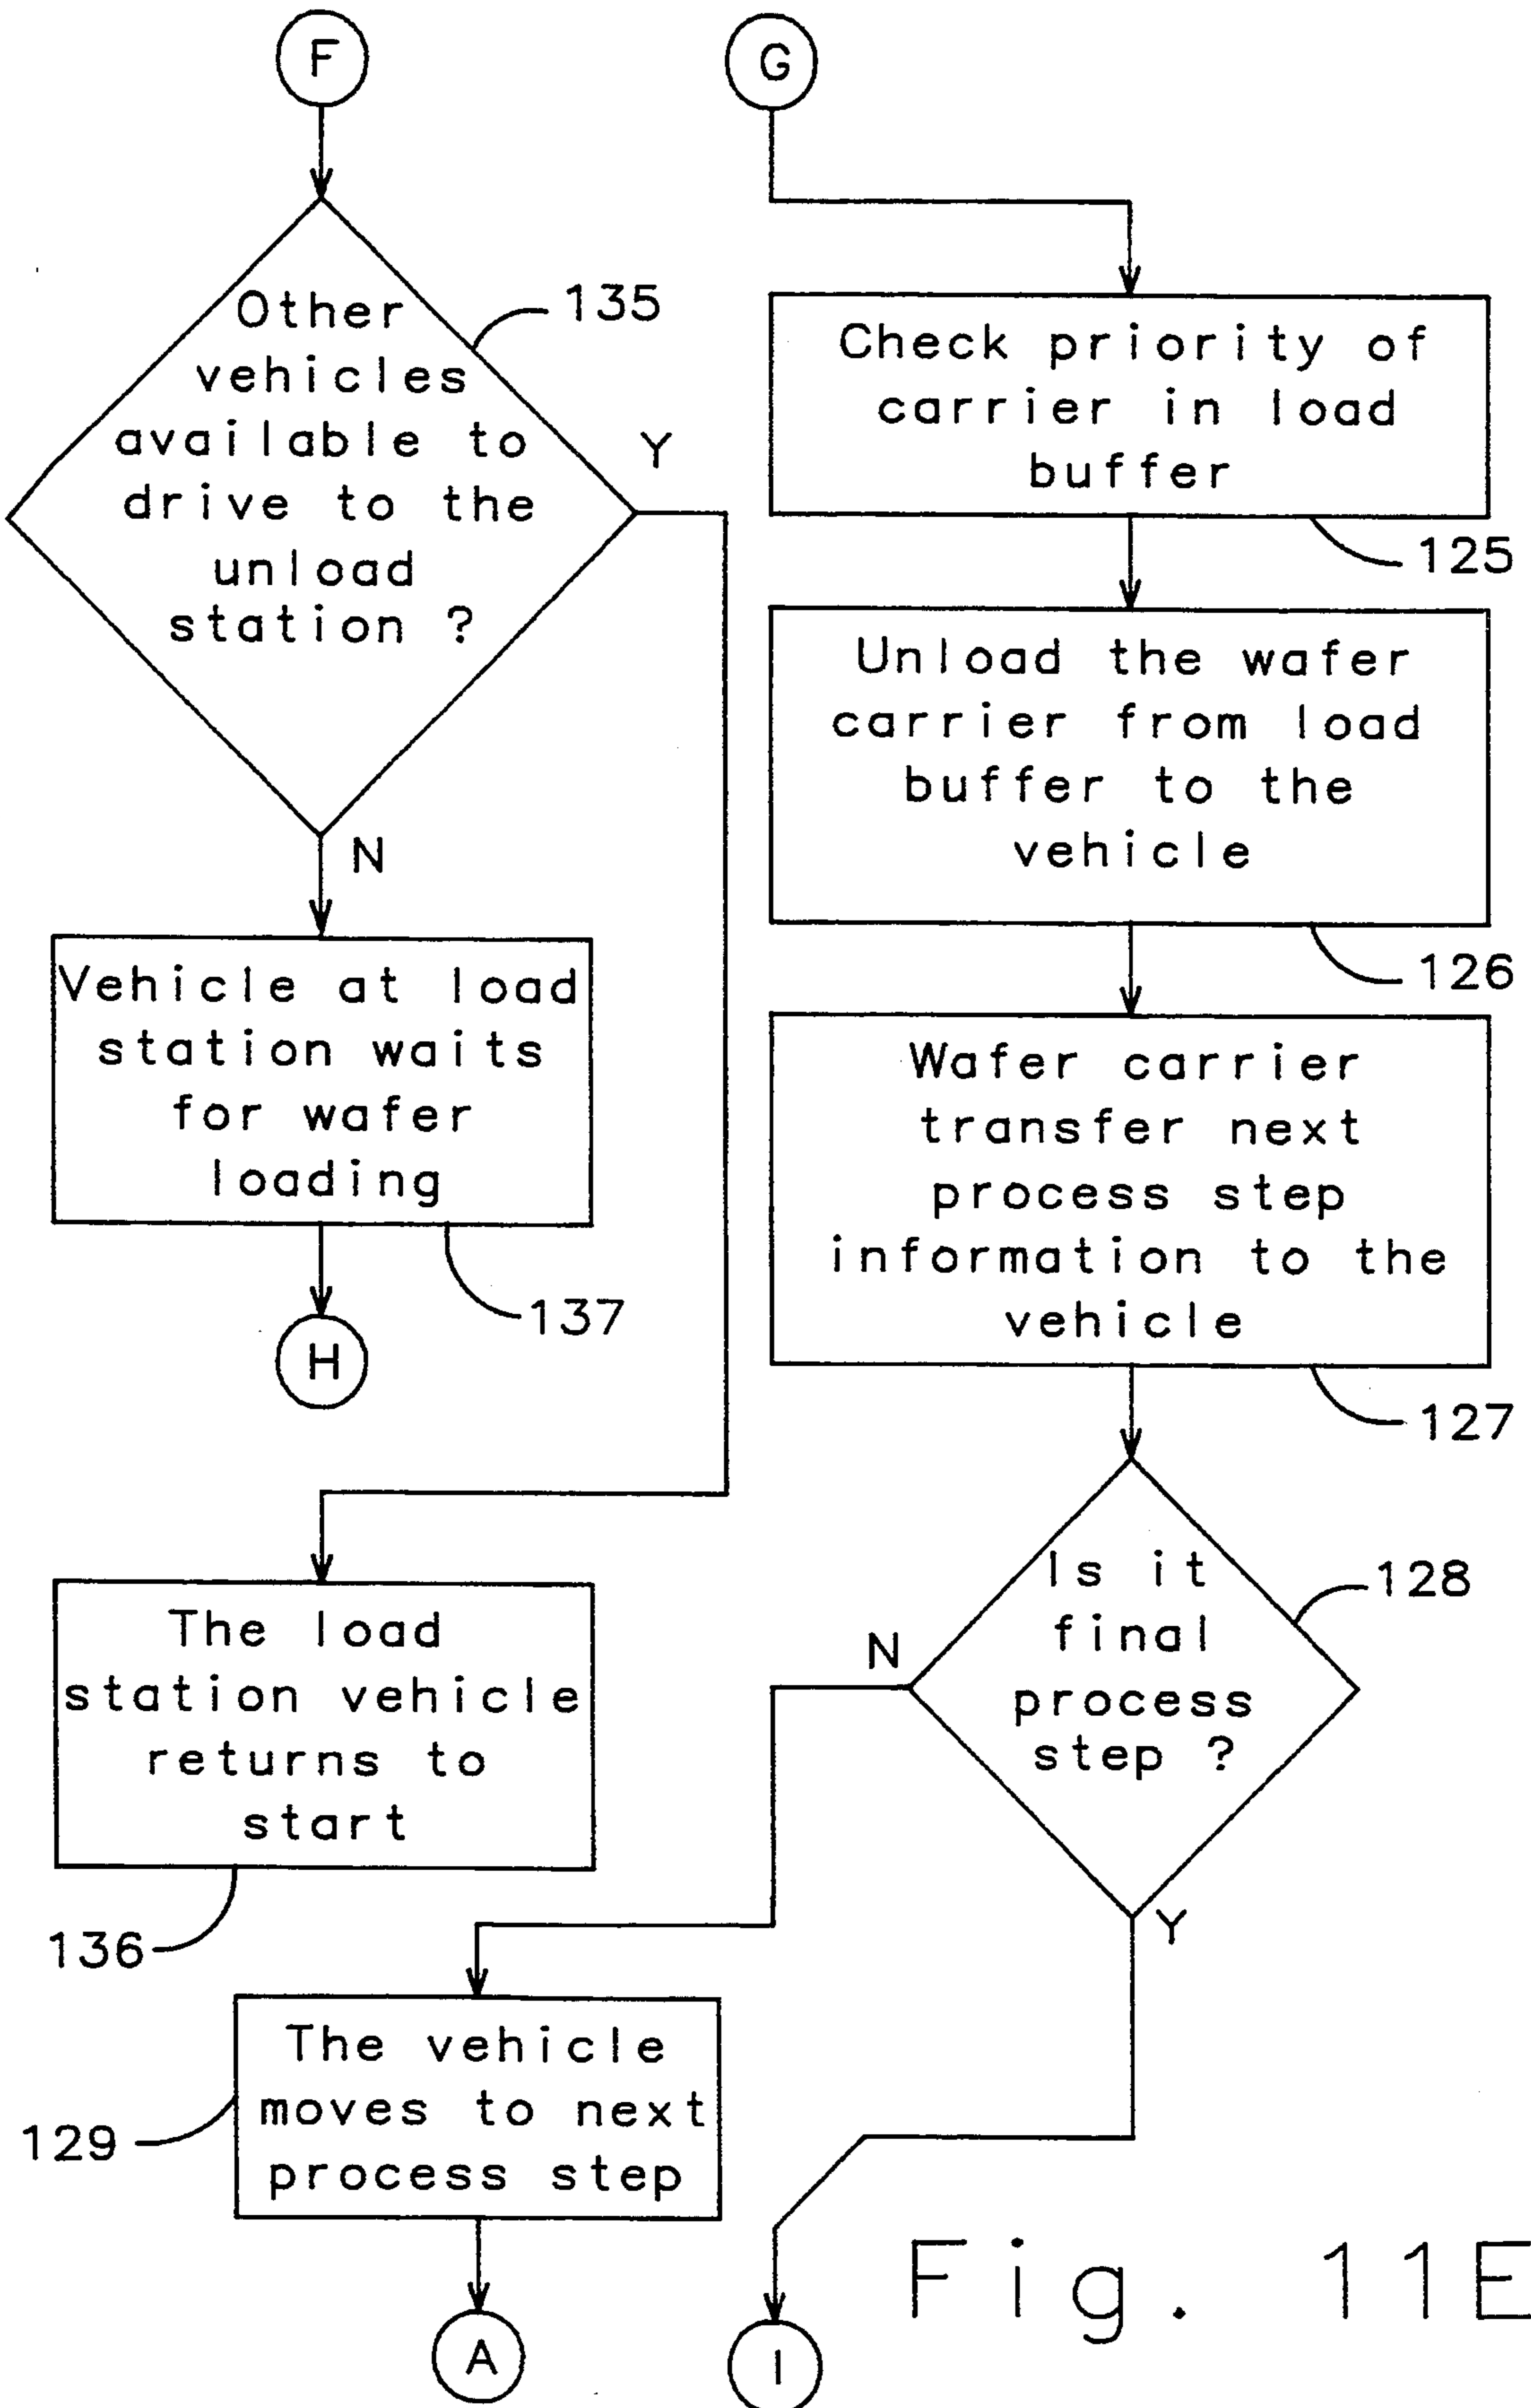 F
Other
vehicles
available to
drive to the
unload
station ?
135
Y
N
Vehicle at load
station waits
for wafer
loading
137
H
The load
station vehicle
returns to
start
136
G
Check priority of
carrier in load
buffer
125
Unload the wafer
carrier from load
buffer to the
vehicle
126
Wafer carrier
transfer next
process step
information to the
vehicle
127
Is it
final
process
step ?
128
N
Y
The vehicle
moves to next
process step
129
A
I
Fig. 11E